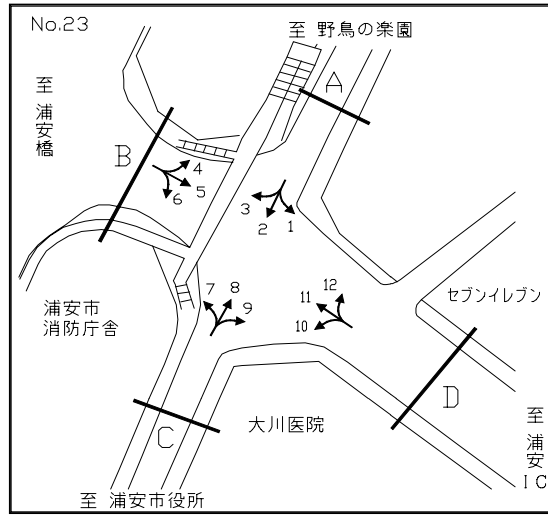 No.23
至 野鳥の楽園
至 浦安橋
A
B
4
5
6
3
2
1
7
8
9
12
11
10
セブンイレブン
浦安市
消防庁舎
大川医院
C
D
至 浦安IC
至 浦安市役所